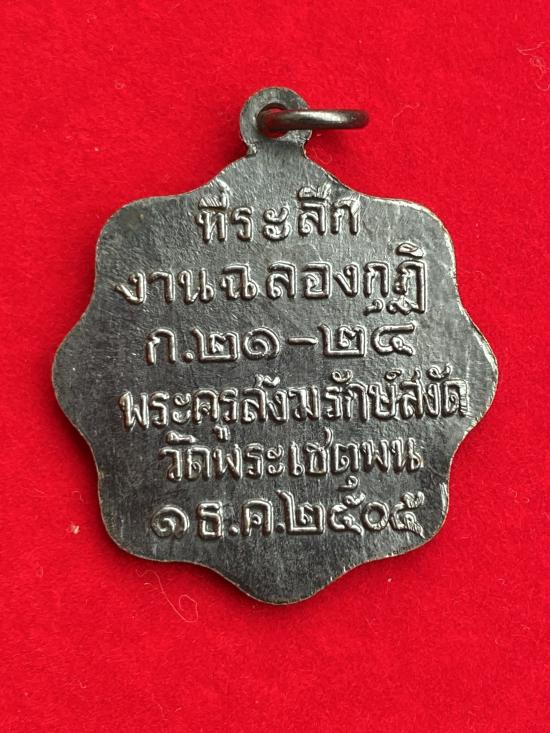 ที่ระลึก
งานฉลองกุฏิ
ก.๒๑-๒๔
พระครูสังฆรักษ์สงัด
วัดพระเชตุพน
๑ ธ.ค.๒๕๐๕